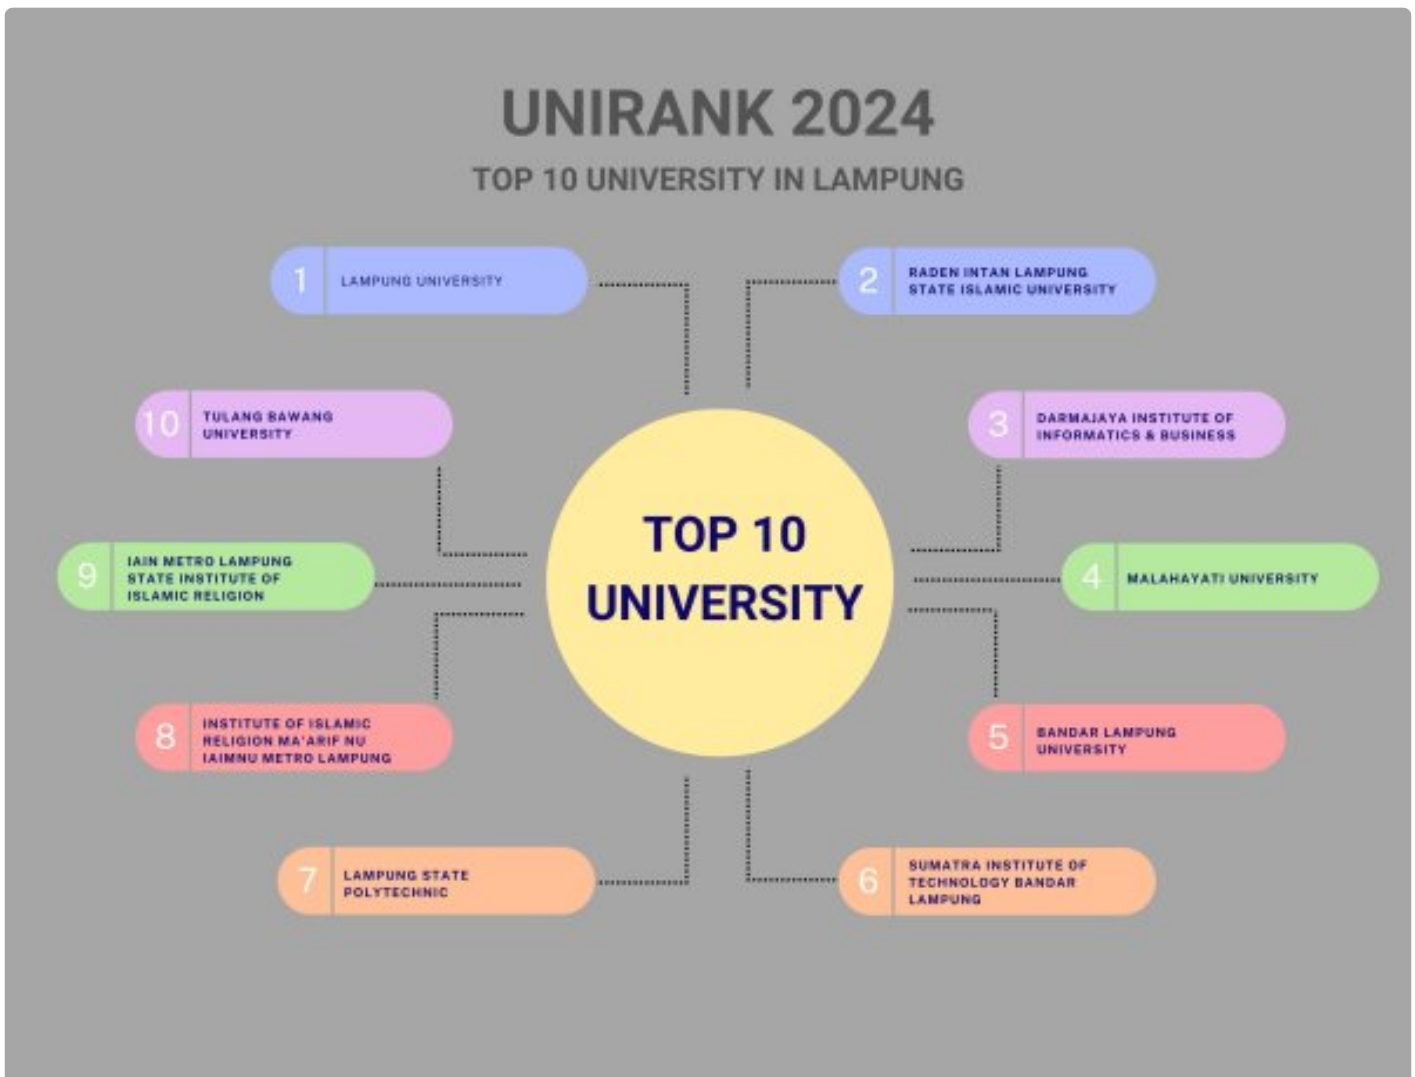 UNIRANK 2024
TOP 10 UNIVERSITY IN LAMPUNG
1
LAMPUNG UNIVERSITY
2
RADEN INTAN LAMPUNG
STATE ISLAMIC UNIVERSITY
3
DARMAJAYA INSTITUTE OF
INFORMATICS & BUSINESS
4
MALAHAYATI UNIVERSITY
5
BANDAR LAMPUNG
UNIVERSITY
6
SUMATRA INSTITUTE OF
TECHNOLOGY BANDAR
LAMPUNG
7
LAMPUNG STATE
POLYTECHNIC
8
INSTITUTE OF ISLAMIC
RELIGION MA'ARIF NU
IAIMNU METRO LAMPUNG
9
IAIN METRO LAMPUNG
STATE INSTITUTE OF
ISLAMIC RELIGION
10
TULANG BAWANG
UNIVERSITY
TOP 10
UNIVERSITY